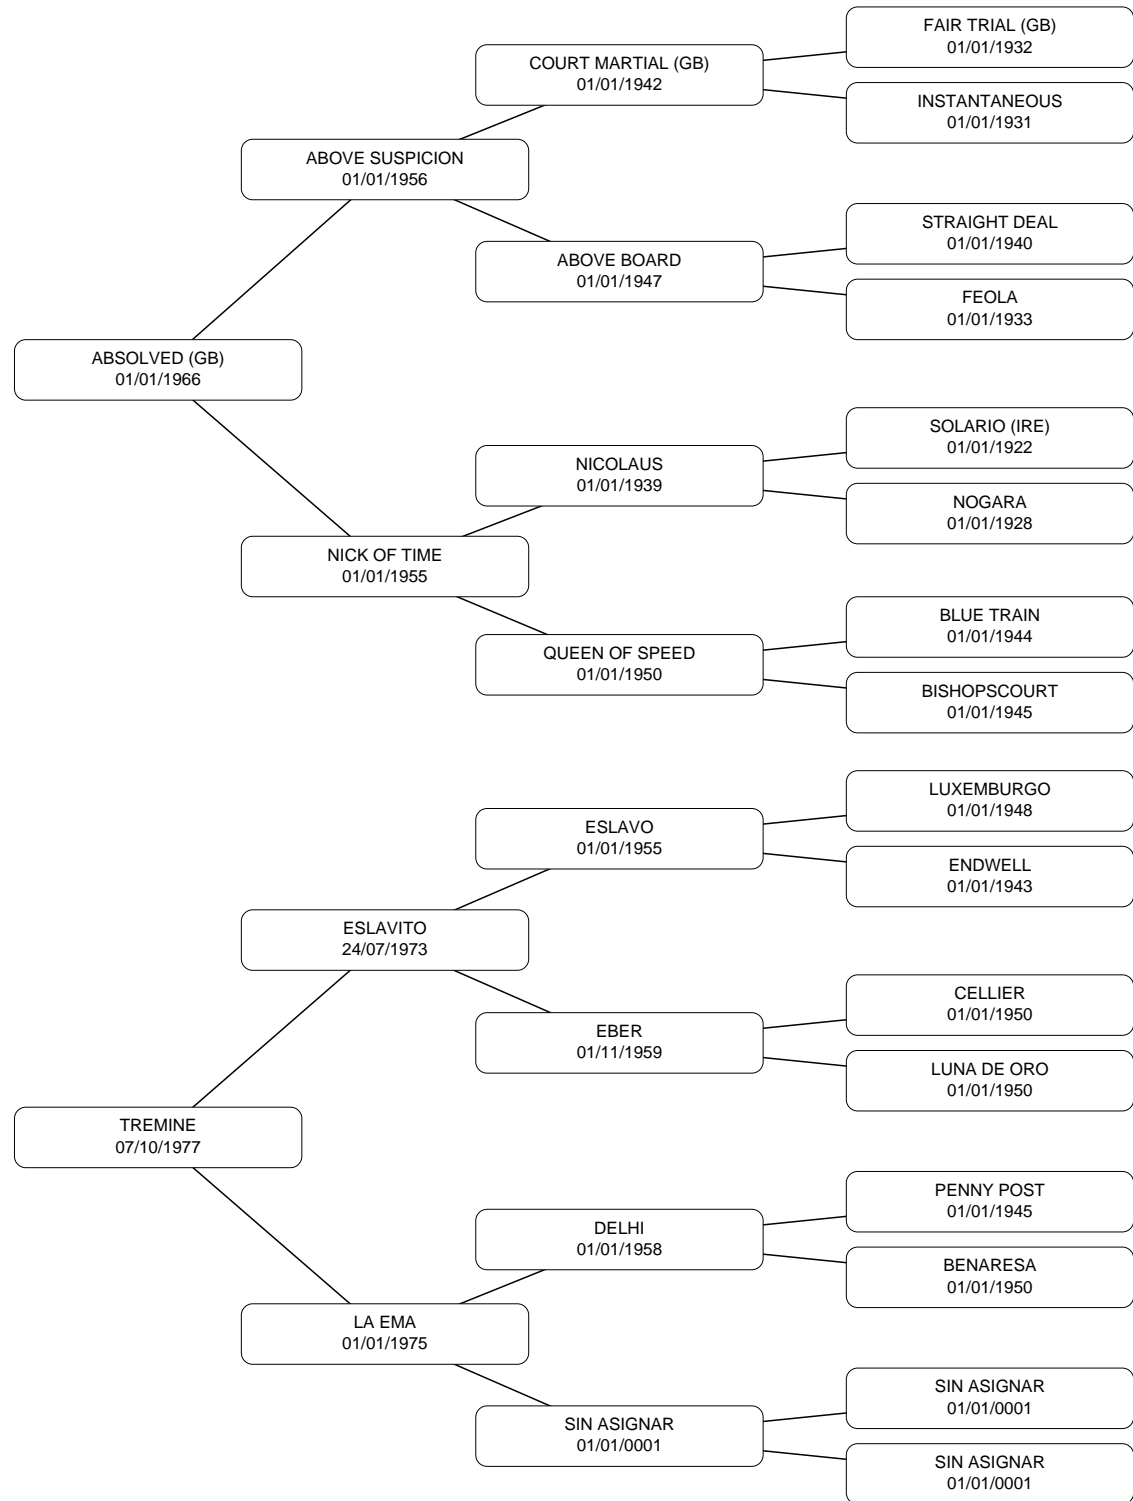 FAIR TRIAL (GB)
01/01/1932
COURT MARTIAL (GB)
01/01/1942
INSTANTANEOUS
01/01/1931
ABOVE SUSPICION
01/01/1956
STRAIGHT DEAL
01/01/1940
ABOVE BOARD
01/01/1947
FEOLA
01/01/1933
ABSOLVED (GB)
01/01/1966
SOLARIO (IRE)
01/01/1922
NICOLAUS
01/01/1939
NOGARA
01/01/1928
NICK OF TIME
01/01/1955
BLUE TRAIN
01/01/1944
QUEEN OF SPEED
01/01/1950
BISHOPSCOURT
01/01/1945
LUXEMBURGO
01/01/1948
ESLAVO
01/01/1955
ENDWELL
01/01/1943
ESLAVITO
24/07/1973
CELLIER
01/01/1950
EBER
01/11/1959
LUNA DE ORO
01/01/1950
TREMINE
07/10/1977
PENNY POST
01/01/1945
DELHI
01/01/1958
BENARESA
01/01/1950
LA EMA
01/01/1975
SIN ASIGNAR
01/01/0001
SIN ASIGNAR
01/01/0001
SIN ASIGNAR
01/01/0001